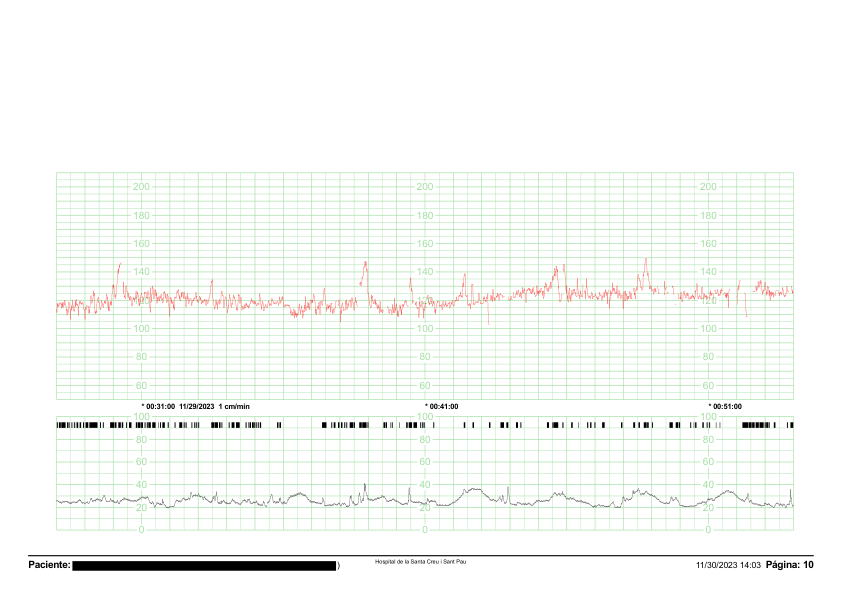 200 200 200
180 180 180
160 160 160
140 140 140
120 120 120
100 100 100
80 80 80
60 60 60
* 00:31:00 11/29/2023 1 cm/min * 00:41:00 * 00:51:00
100 100 100
80 80 80
60 60 60
40 40 40
20 20 20
0 0 0
Paciente: ) Hospital de la Santa Creu i Sant Pau 11/30/2023 14:03 Página: 10